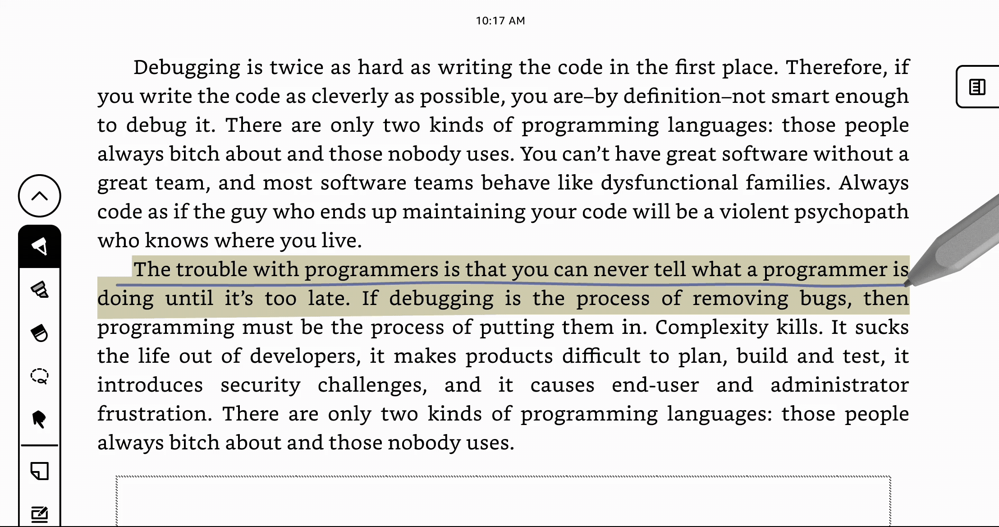 10:17 AM
Debugging is twice as hard as writing the code in the first place. Therefore, if
you write the code as cleverly as possible, you are–by definition–not smart enough
to debug it. There are only two kinds of programming languages: those people
always bitch about and those nobody uses. You can’t have great software without a
great team, and most software teams behave like dysfunctional families. Always
code as if the guy who ends up maintaining your code will be a violent psychopath
who knows where you live.
The trouble with programmers is that you can never tell what a programmer is
doing until it’s too late. If debugging is the process of removing bugs, then
programming must be the process of putting them in. Complexity kills. It sucks
the life out of developers, it makes products difficult to plan, build and test, it
introduces security challenges, and it causes end-user and administrator
frustration. There are only two kinds of programming languages: those people
always bitch about and those nobody uses.